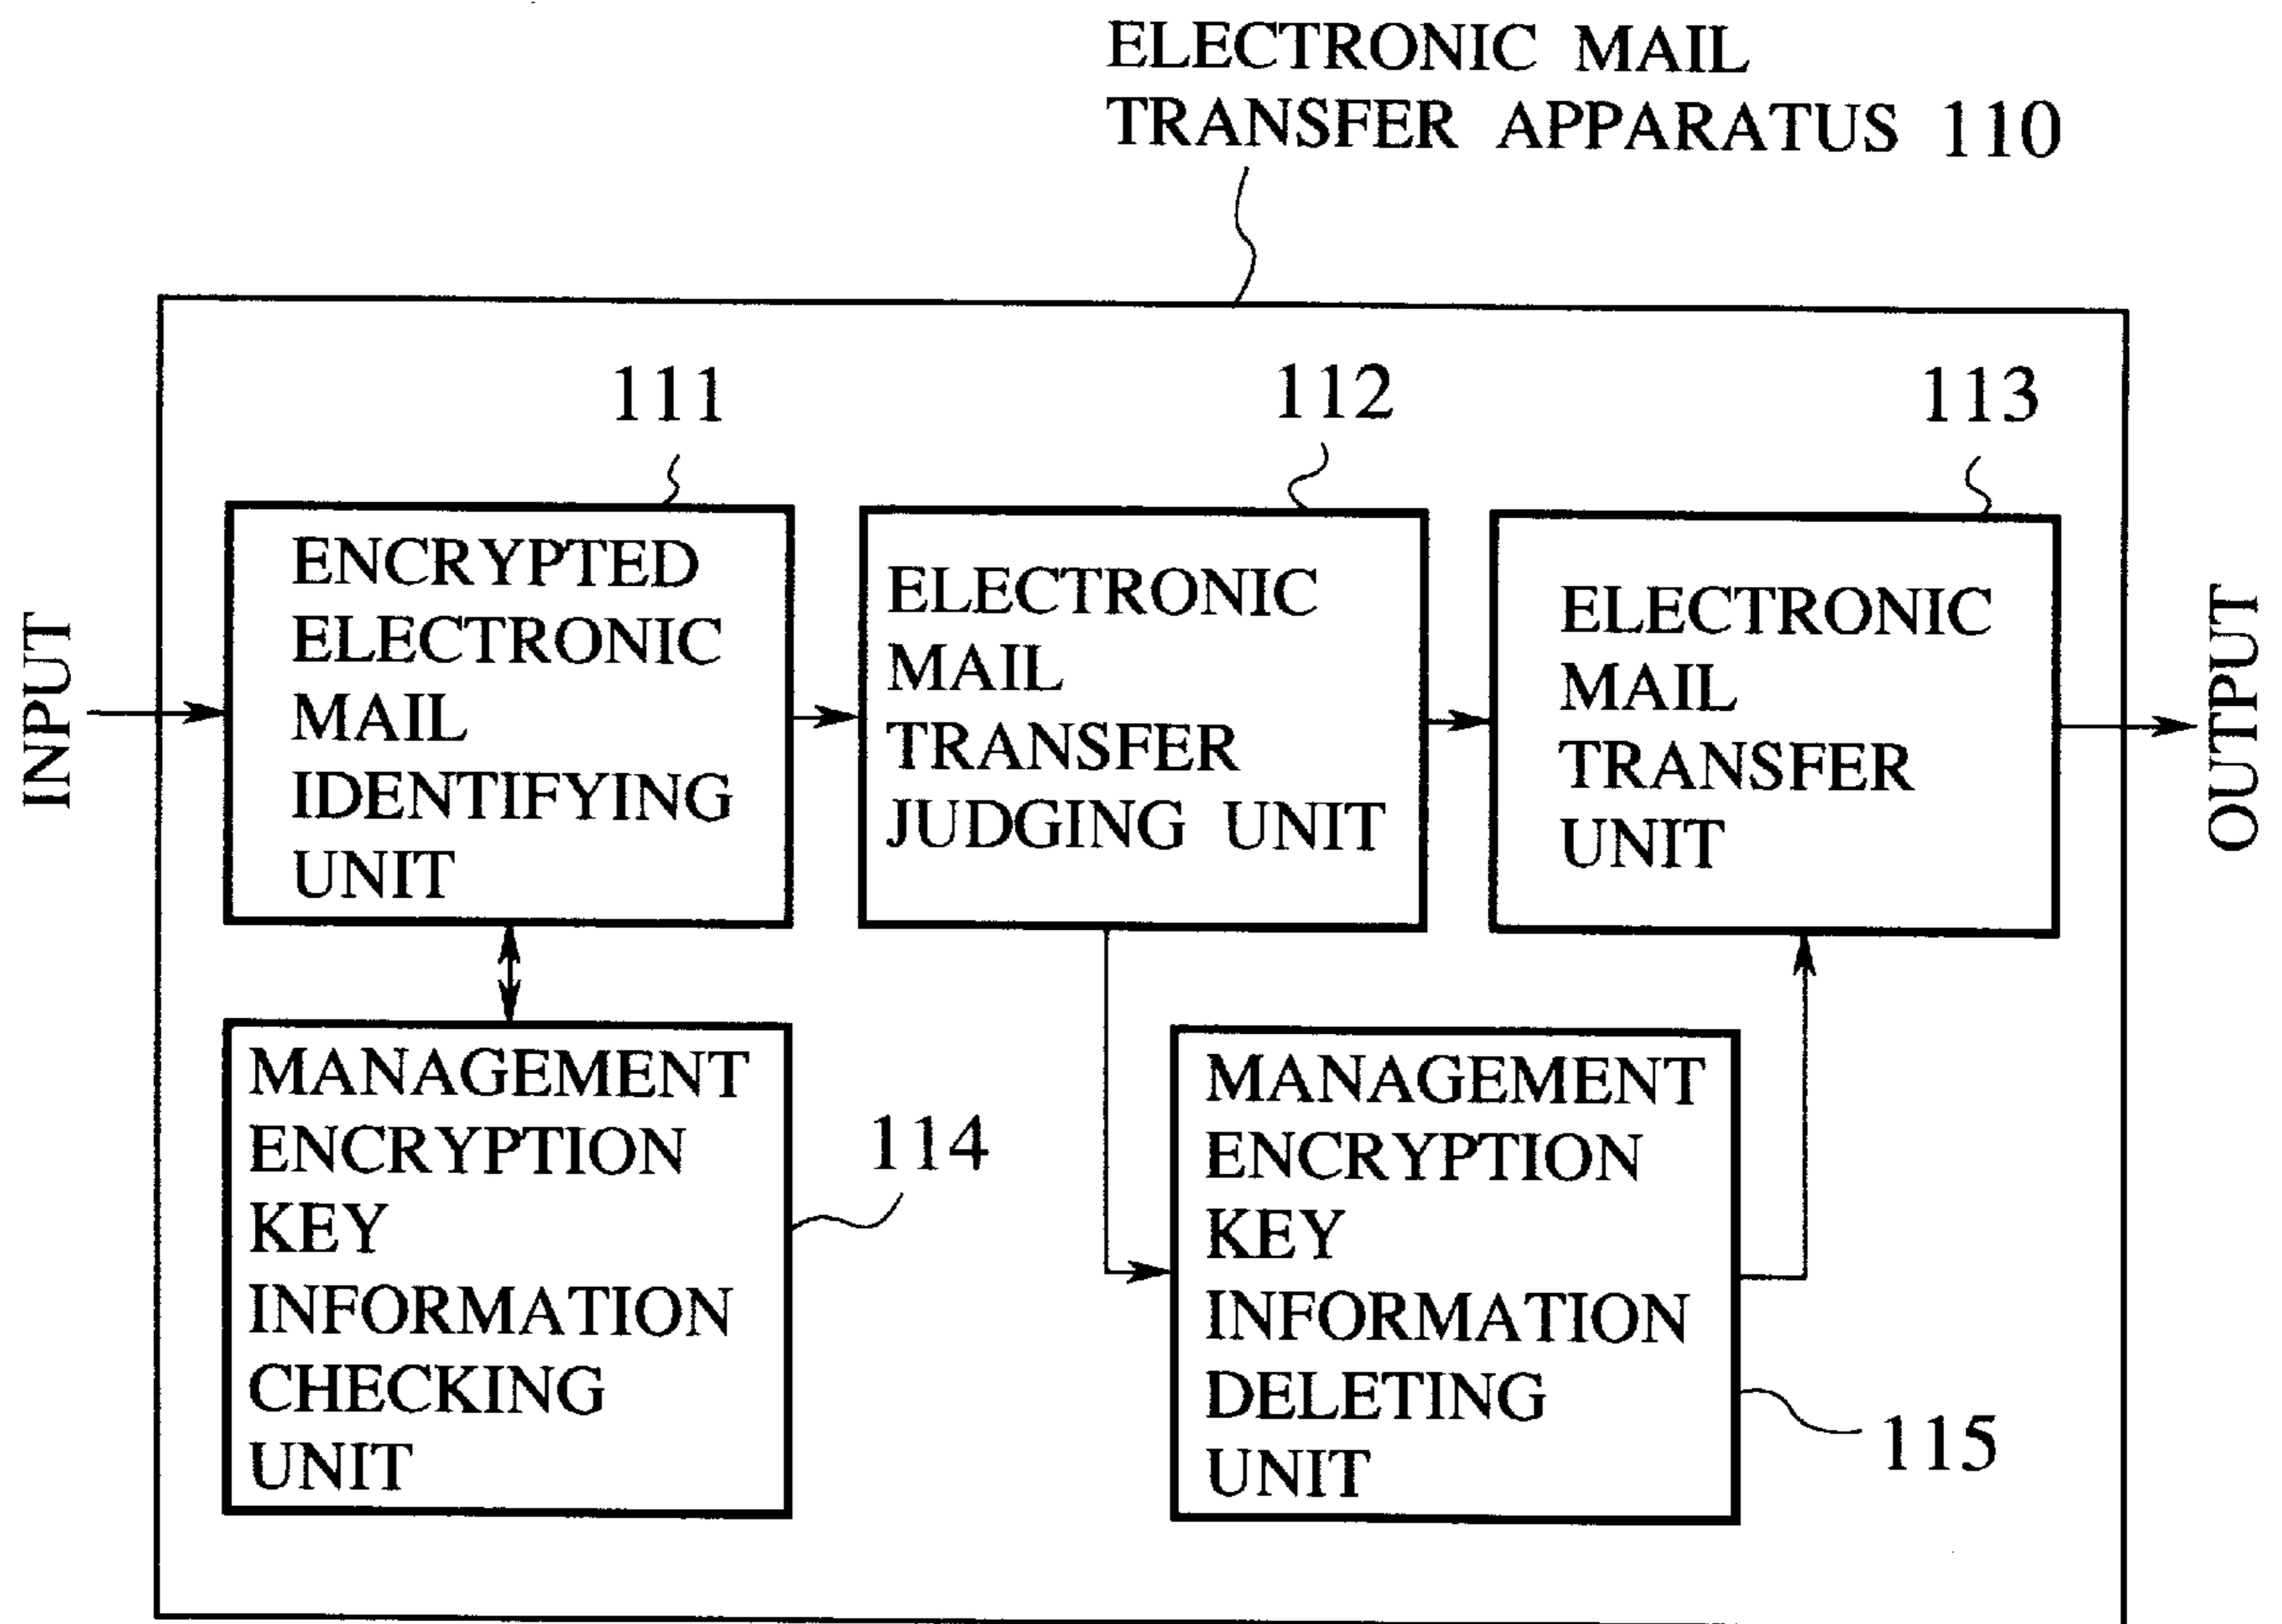 ELECTRONIC MAIL
TRANSFER APPARATUS 110
111
112
113
INPUT
ENCRYPTED
ELECTRONIC
MAIL
IDENTIFYING
UNIT
ELECTRONIC
MAIL
TRANSFER
JUDGING UNIT
ELECTRONIC
MAIL
TRANSFER
UNIT
OUTPUT
MANAGEMENT
ENCRYPTION
KEY
INFORMATION
CHECKING
UNIT
114
MANAGEMENT
ENCRYPTION
KEY
INFORMATION
DELETING
UNIT
115